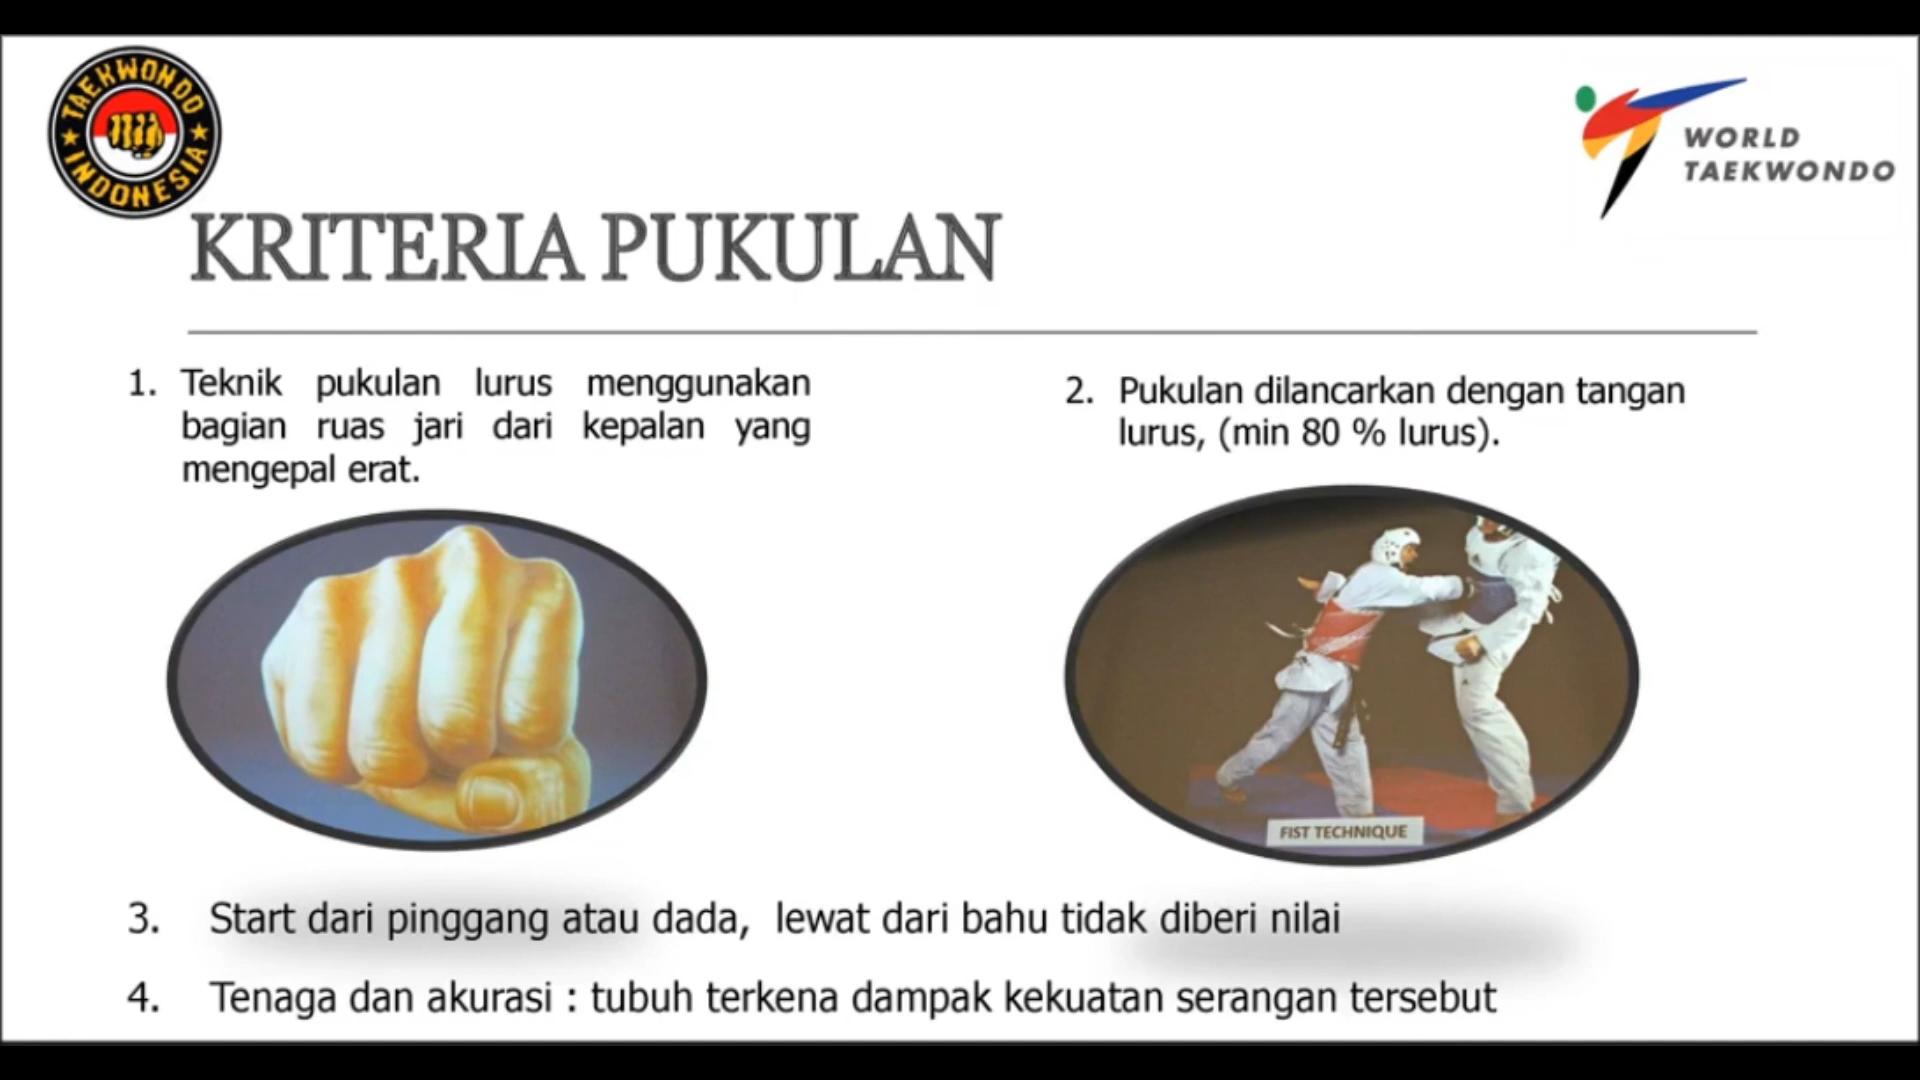 TAEKWONDO
INDONESIA
WORLD
TAEKWONDO
KRITERIA PUKULAN
1. Teknik pukulan lurus menggunakan
bagian ruas jari dari kepalan yang
mengepal erat.
2. Pukulan dilancarkan dengan tangan
lurus, (min 80 % lurus).
FIST TECHNIQUE
3. Start dari pinggang atau dada, lewat dari bahu tidak diberi nilai
4. Tenaga dan akurasi : tubuh terkena dampak kekuatan serangan tersebut